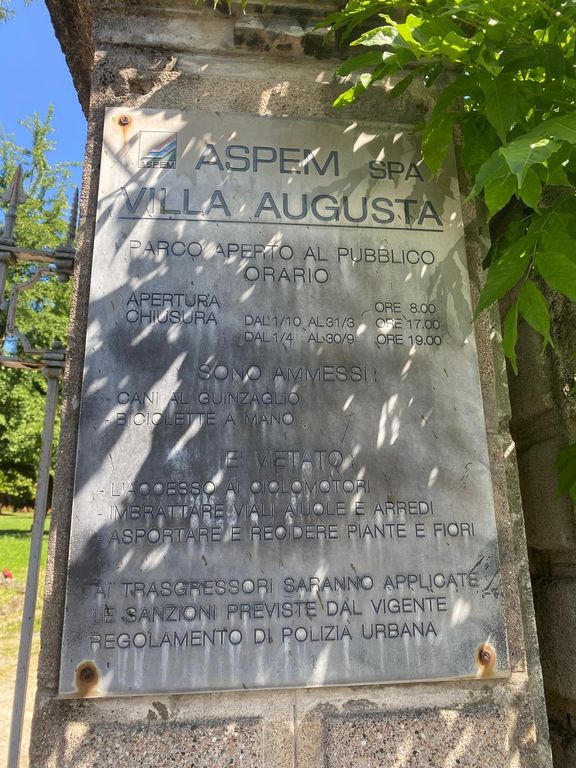 ASPEM
ASPEM SPA
VILLA AUGUSTA
PARCO APERTO AL PUBBLICO
ORARIO
APERTURA ORE 8.00
CHIUSURA DAL 1/10 AL 31/3 ORE 17.00
DAL 1/4 AL 30/9 ORE 19.00
SONO AMMESSI:
- CANI AL GUINZAGLIO
- BICICLETTE A MANO
E' VIETATO:
- L'ACCESSO AI CICLOMOTORI
- IMBRATTARE VIALI AIUOLE E ARREDI
- ASPORTARE E RECIDERE PIANTE E FIORI
AI TRASGRESSORI SARANNO APPLICATE
LE SANZIONI PREVISTE DAL VIGENTE
REGOLAMENTO DI POLIZIA URBANA